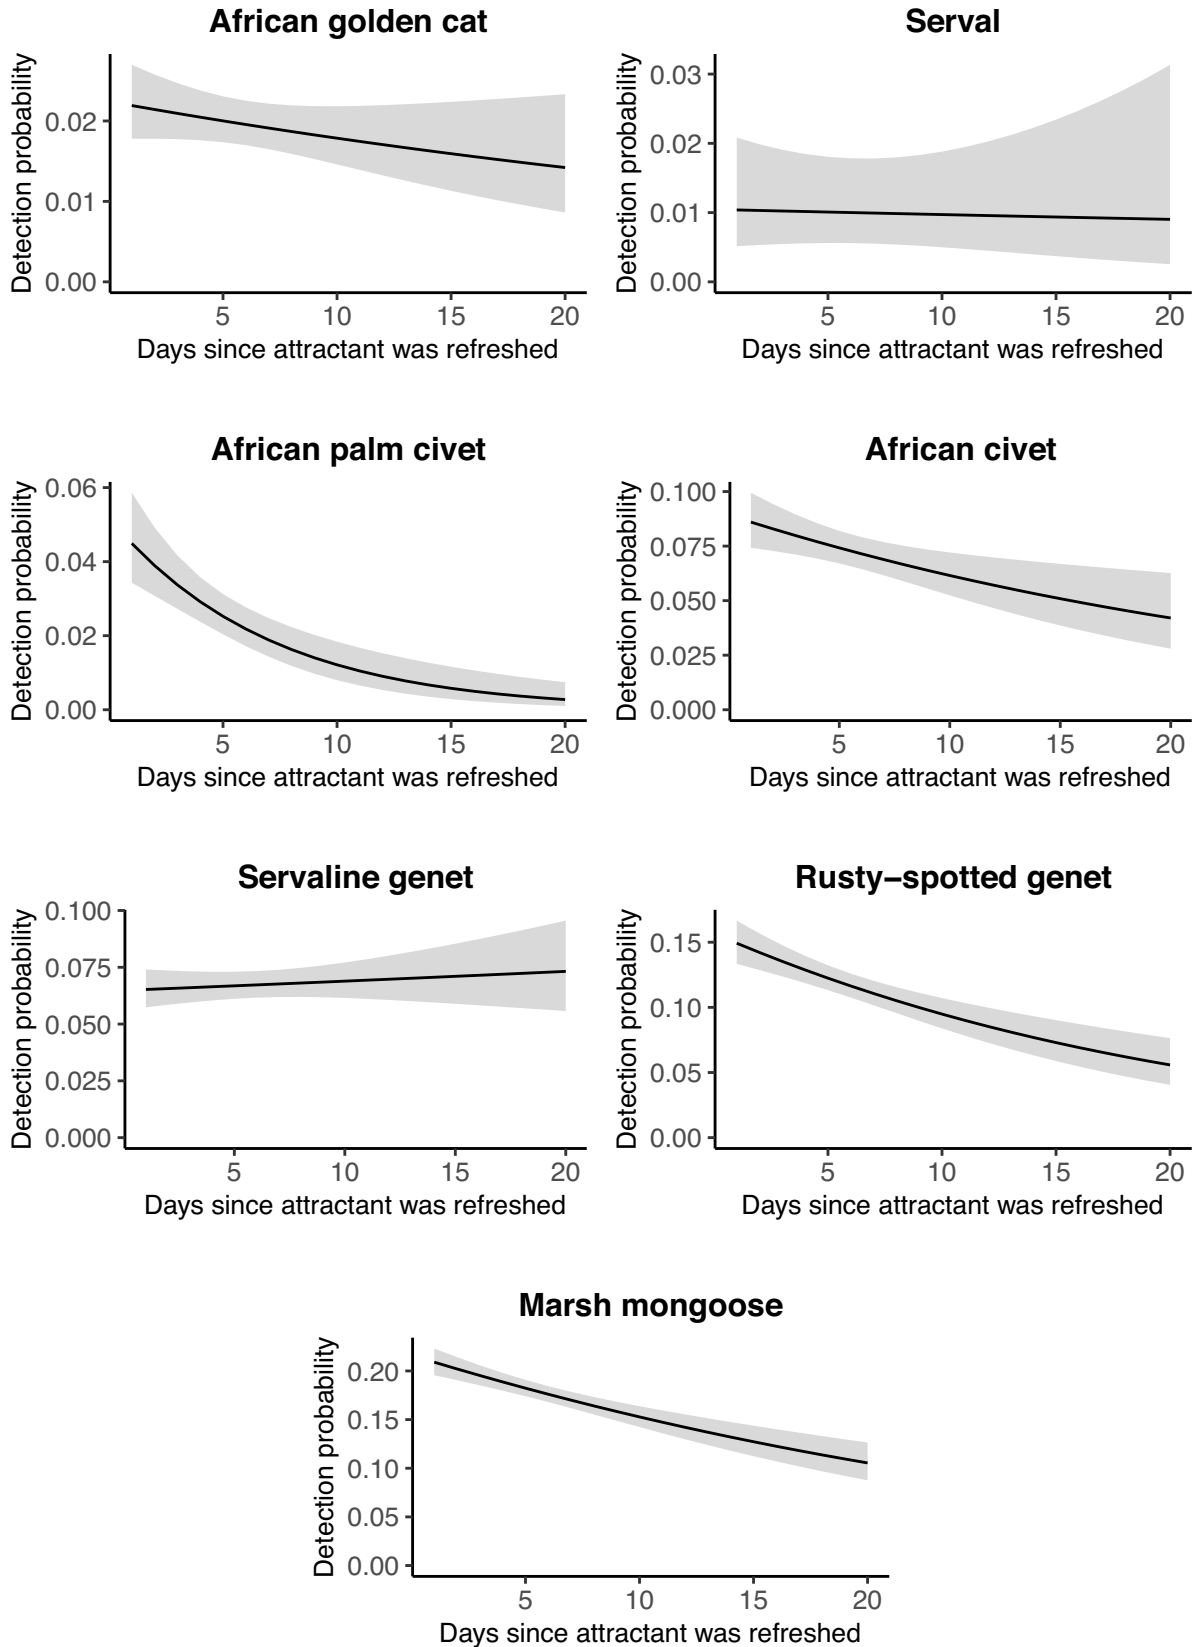 African golden cat
Detection probability
0.02
0.01
0.00
5 10 15 20
Days since attractant was refreshed
Serval
Detection probability
0.03
0.02
0.01
0.00
5 10 15 20
Days since attractant was refreshed
African palm civet
Detection probability
0.06
0.04
0.02
0.00
5 10 15 20
Days since attractant was refreshed
African civet
Detection probability
0.100
0.075
0.050
0.025
0.000
5 10 15 20
Days since attractant was refreshed
Servaline genet
Detection probability
0.100
0.075
0.050
0.025
0.000
5 10 15 20
Days since attractant was refreshed
Rusty−spotted genet
Detection probability
0.15
0.10
0.05
0.00
5 10 15 20
Days since attractant was refreshed
Marsh mongoose
Detection probability
0.20
0.15
0.10
0.05
0.00
5 10 15 20
Days since attractant was refreshed